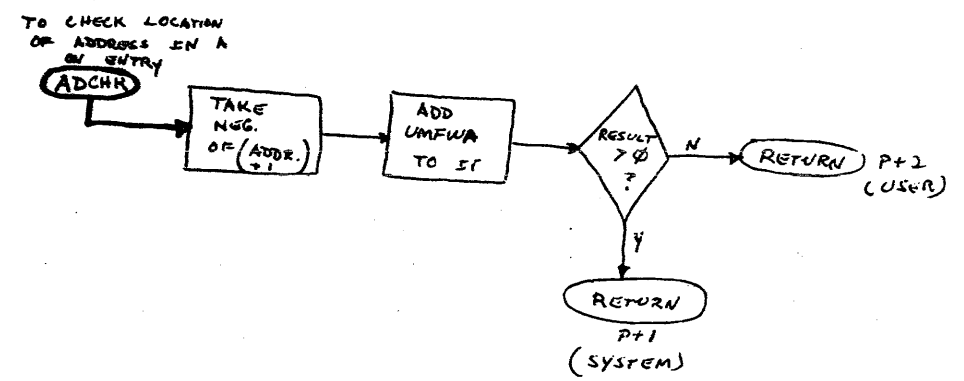 TO CHECK LOCATION
OF ADDRESS IN A
ON ENTRY
ADCHK
TAKE
NEG.
OF (ADDR.
+1)
ADD
UMFWA
TO IT
RESULT
> Ø
?
N
RETURN
P+2
(USER)
Y
RETURN
P+1
(SYSTEM)